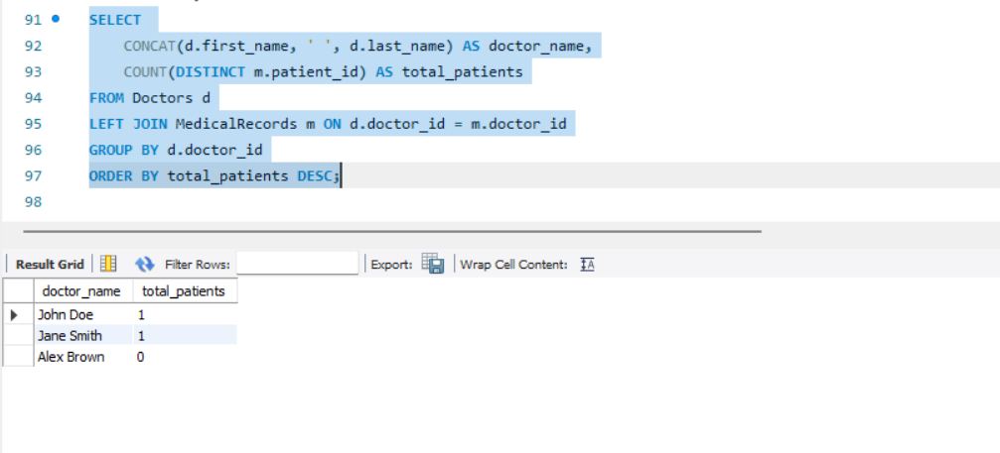 91 SELECT
92 CONCAT(d.first_name, ' ', d.last_name) AS doctor_name,
93 COUNT(DISTINCT m.patient_id) AS total_patients
94 FROM Doctors d
95 LEFT JOIN MedicalRecords m ON d.doctor_id = m.doctor_id
96 GROUP BY d.doctor_id
97 ORDER BY total_patients DESC;
98
Result Grid Filter Rows: Export: Wrap Cell Content: IA
doctor_name total_patients
John Doe 1
Jane Smith 1
Alex Brown 0